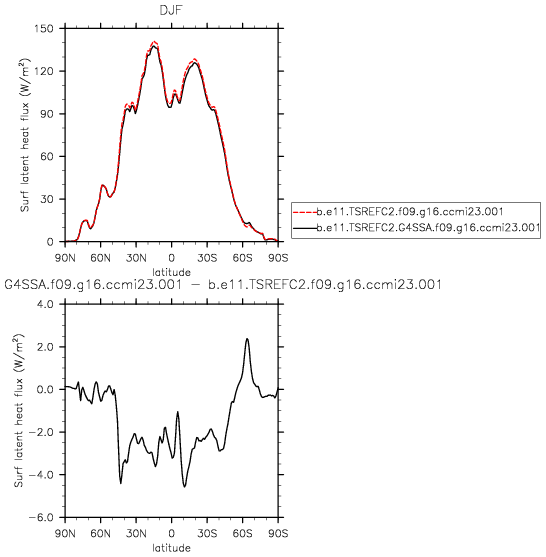 DJF
150
120
90
60
30
0
Surf latent heat flux (W/m²)
90N 60N 30N 0 30S 60S 90S
latitude
b.e11.TSREFC2.f09.g16.ccmi23.001
b.e11.TSREFC2.G4SSA.f09.g16.ccmi23.001
G4SSA.f09.g16.ccmi23.001 − b.e11.TSREFC2.f09.g16.ccmi23.001
4.0
2.0
0.0
-2.0
-4.0
-6.0
Surf latent heat flux (W/m²)
90N 60N 30N 0 30S 60S 90S
latitude